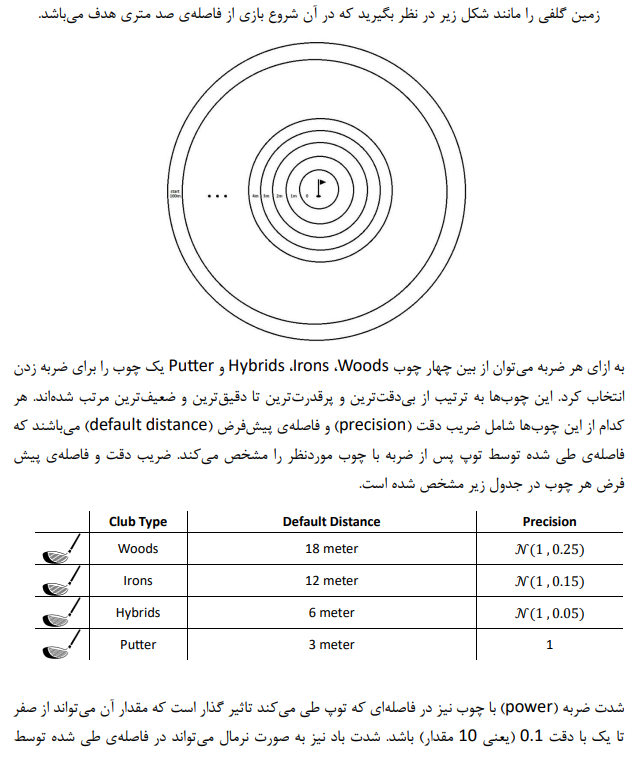 زمین گلفی را مانند شکل زیر در نظر بگیرید که در آن شروع بازی از فاصله‌ی صد متری هدف می‌باشد.
start
100m
...
4m
3m
2m
1m
0
به ازای هر ضربه می‌توان از بین چهار چوب Woods، Irons، Hybrids و Putter یک چوب را برای ضربه زدن
انتخاب کرد. این چوب‌ها به ترتیب از بی‌دقت‌ترین و پرقدرت‌ترین تا دقیق‌ترین و ضعیف‌ترین مرتب شده‌اند. هر
کدام از این چوب‌ها شامل ضریب دقت (precision) و فاصله‌ی پیش‌فرض (default distance) می‌باشند که
فاصله‌ی طی شده توسط توپ پس از ضربه با چوب موردنظر را مشخص می‌کند. ضریب دقت و فاصله‌ی پیش
فرض هر چوب در جدول زیر مشخص شده است.
Club Type Default Distance Precision
Woods 18 meter 𝒩(1 , 0.25)
Irons 12 meter 𝒩(1 , 0.15)
Hybrids 6 meter 𝒩(1 , 0.05)
Putter 3 meter 1
شدت ضربه (power) با چوب نیز در فاصله‌ای که توپ طی می‌کند تاثیر گذار است که مقدار آن می‌تواند از صفر
تا یک با دقت 0.1 (یعنی 10 مقدار) باشد. شدت باد نیز به صورت نرمال می‌تواند در فاصله‌ی طی شده توسط